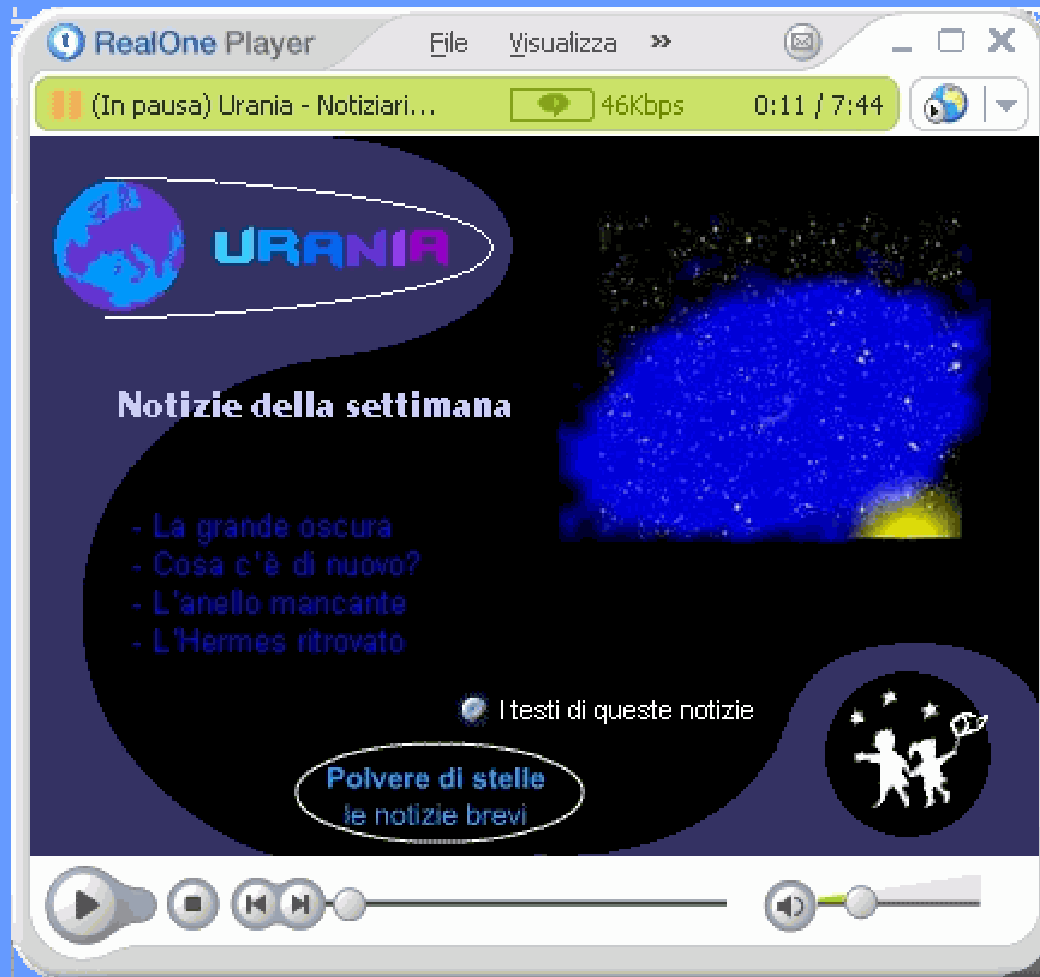 RealOne Player File Visualizza »
(In pausa) Urania - Notiziari... 46Kbps 0:11 / 7:44
URANIA
Notizie della settimana
- La grande oscura
- Cosa c'è di nuovo?
- L'anello mancante
- L'Hermes ritrovato
I testi di queste notizie
Polvere di stelle
le notizie brevi